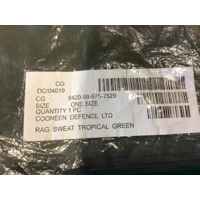 CG
DC/04019
CG 8420-99-975-7529
SIZE ONE SIZE
QUANTITY 1 PC
COONEEN DEFENCE LTD
RAG SWEAT TROPICAL GREEN